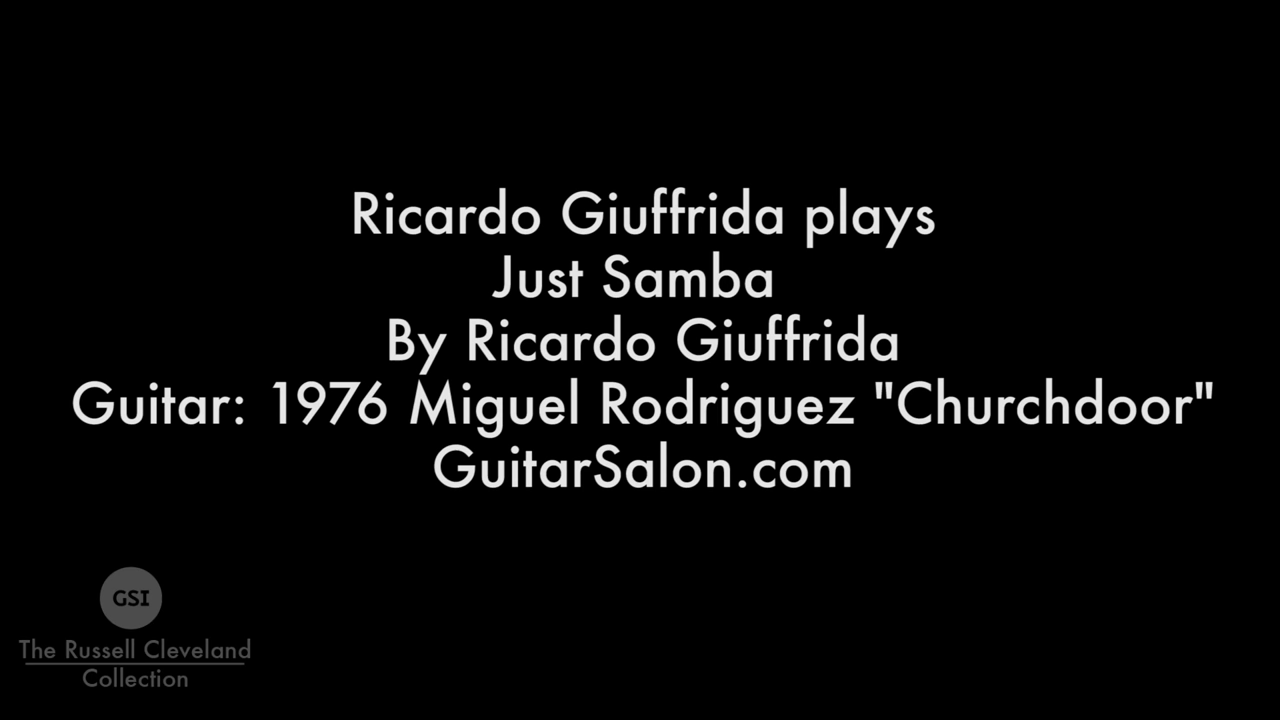 Ricardo Giuffrida plays
Just Samba
By Ricardo Giuffrida
Guitar: 1976 Miguel Rodriguez "Churchdoor"
GuitarSalon.com
GSI
The Russell Cleveland
Collection